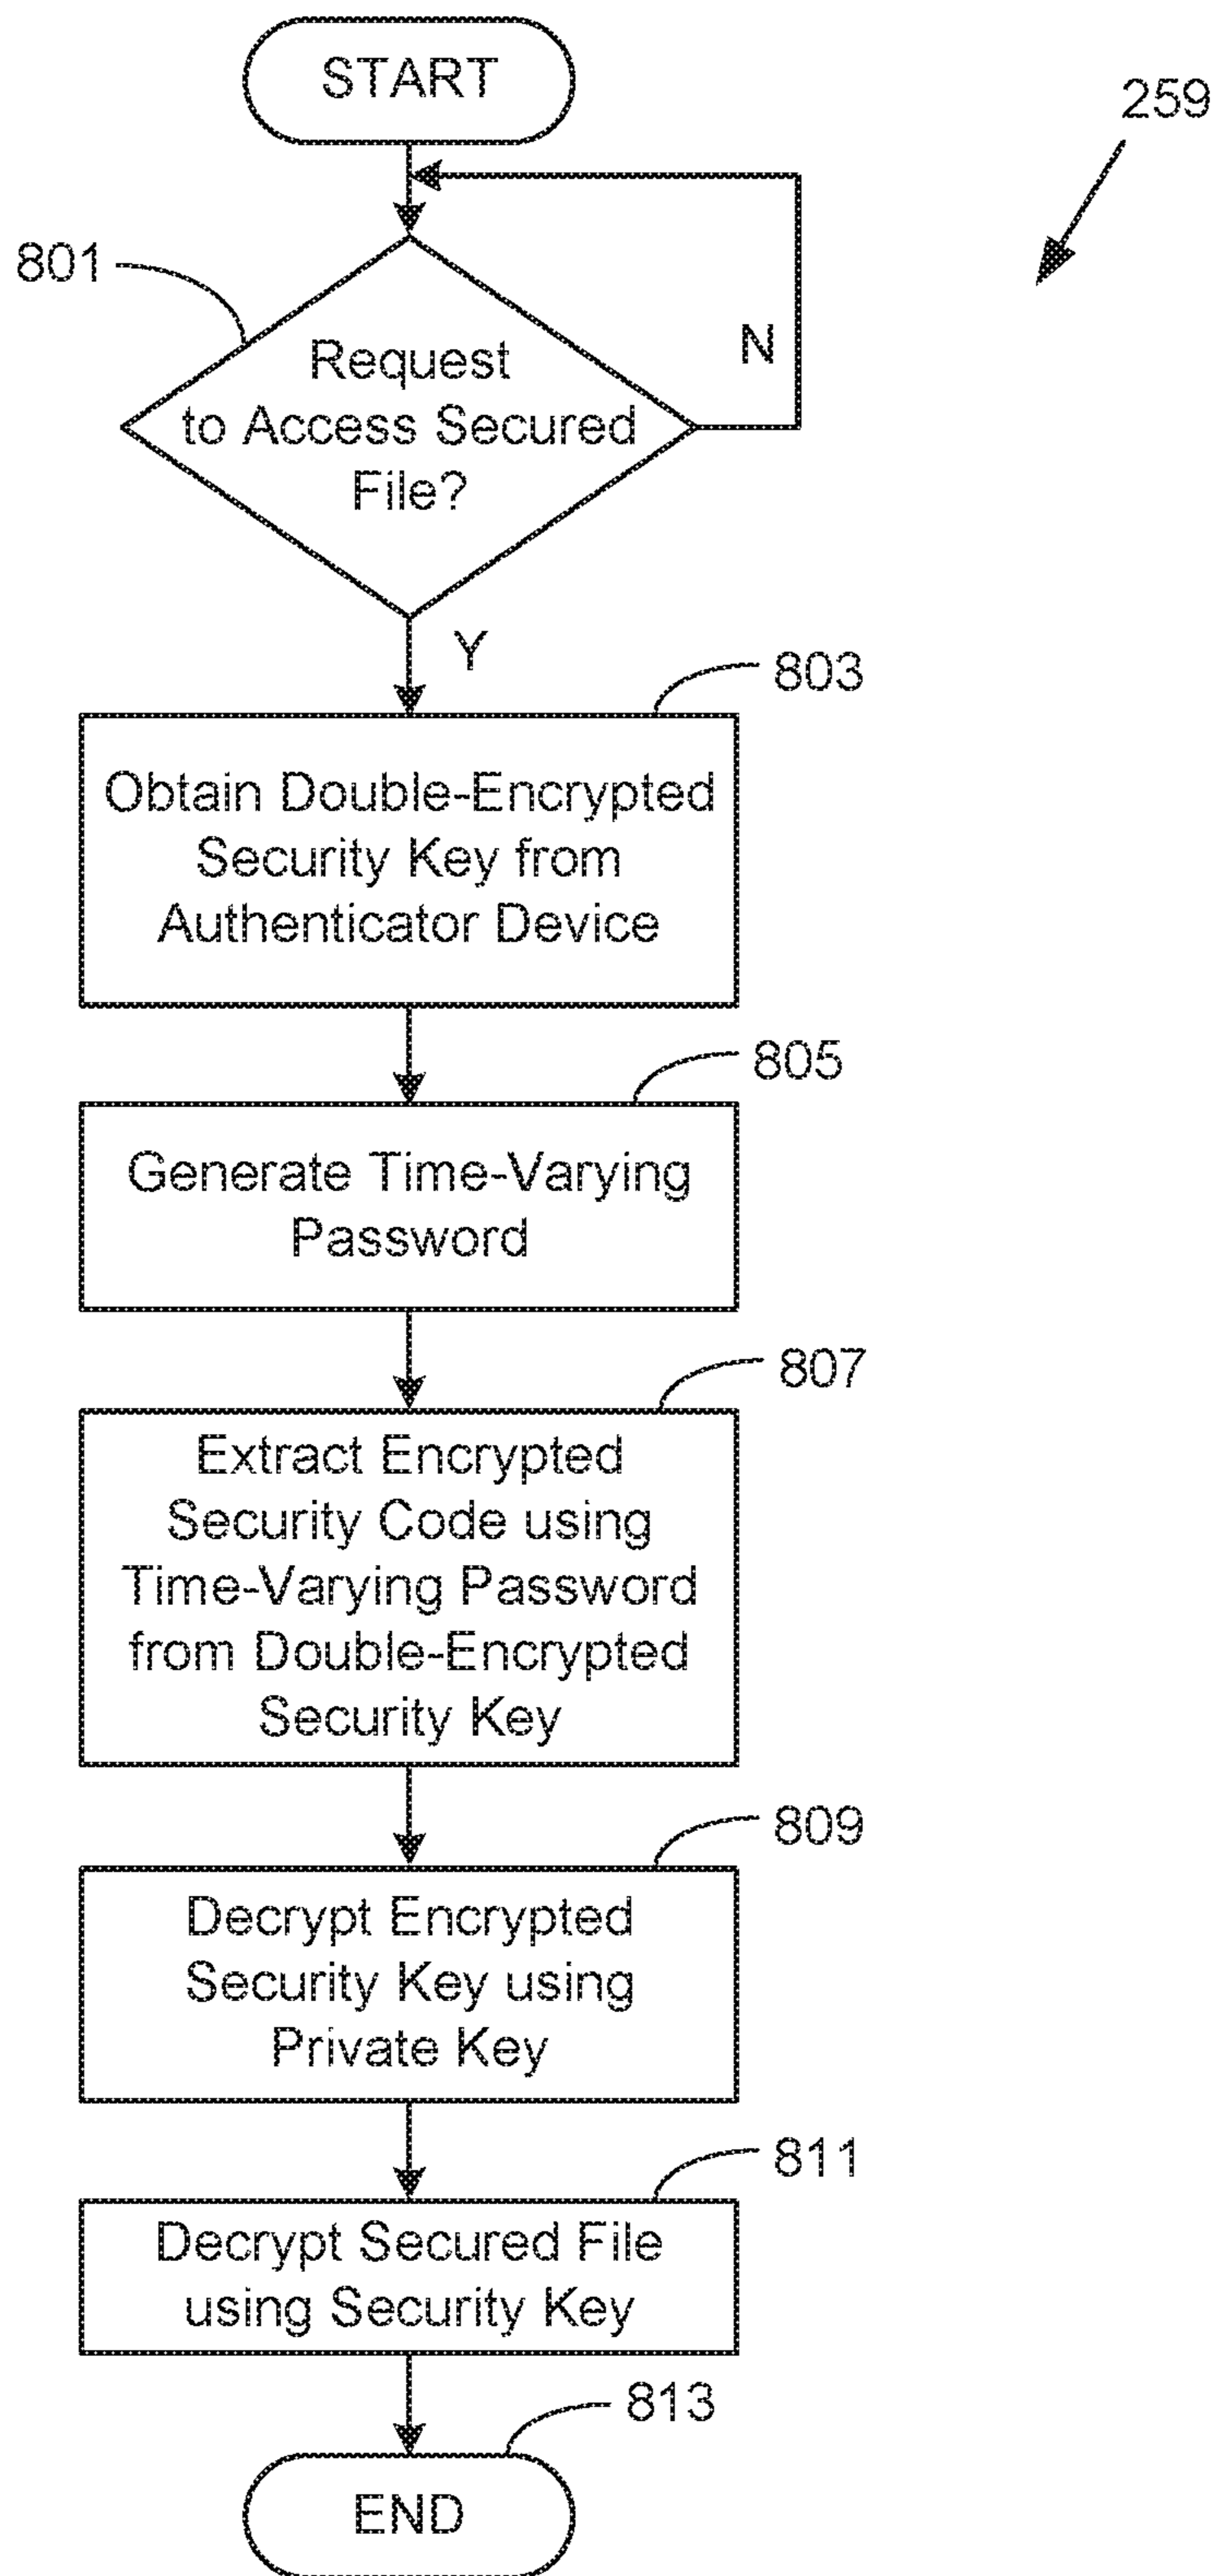 START
259
801
Request
to Access Secured
File?
N
Y
803
Obtain Double-Encrypted
Security Key from
Authenticator Device
805
Generate Time-Varying
Password
807
Extract Encrypted
Security Code using
Time-Varying Password
from Double-Encrypted
Security Key
809
Decrypt Encrypted
Security Key using
Private Key
811
Decrypt Secured File
using Security Key
813
END